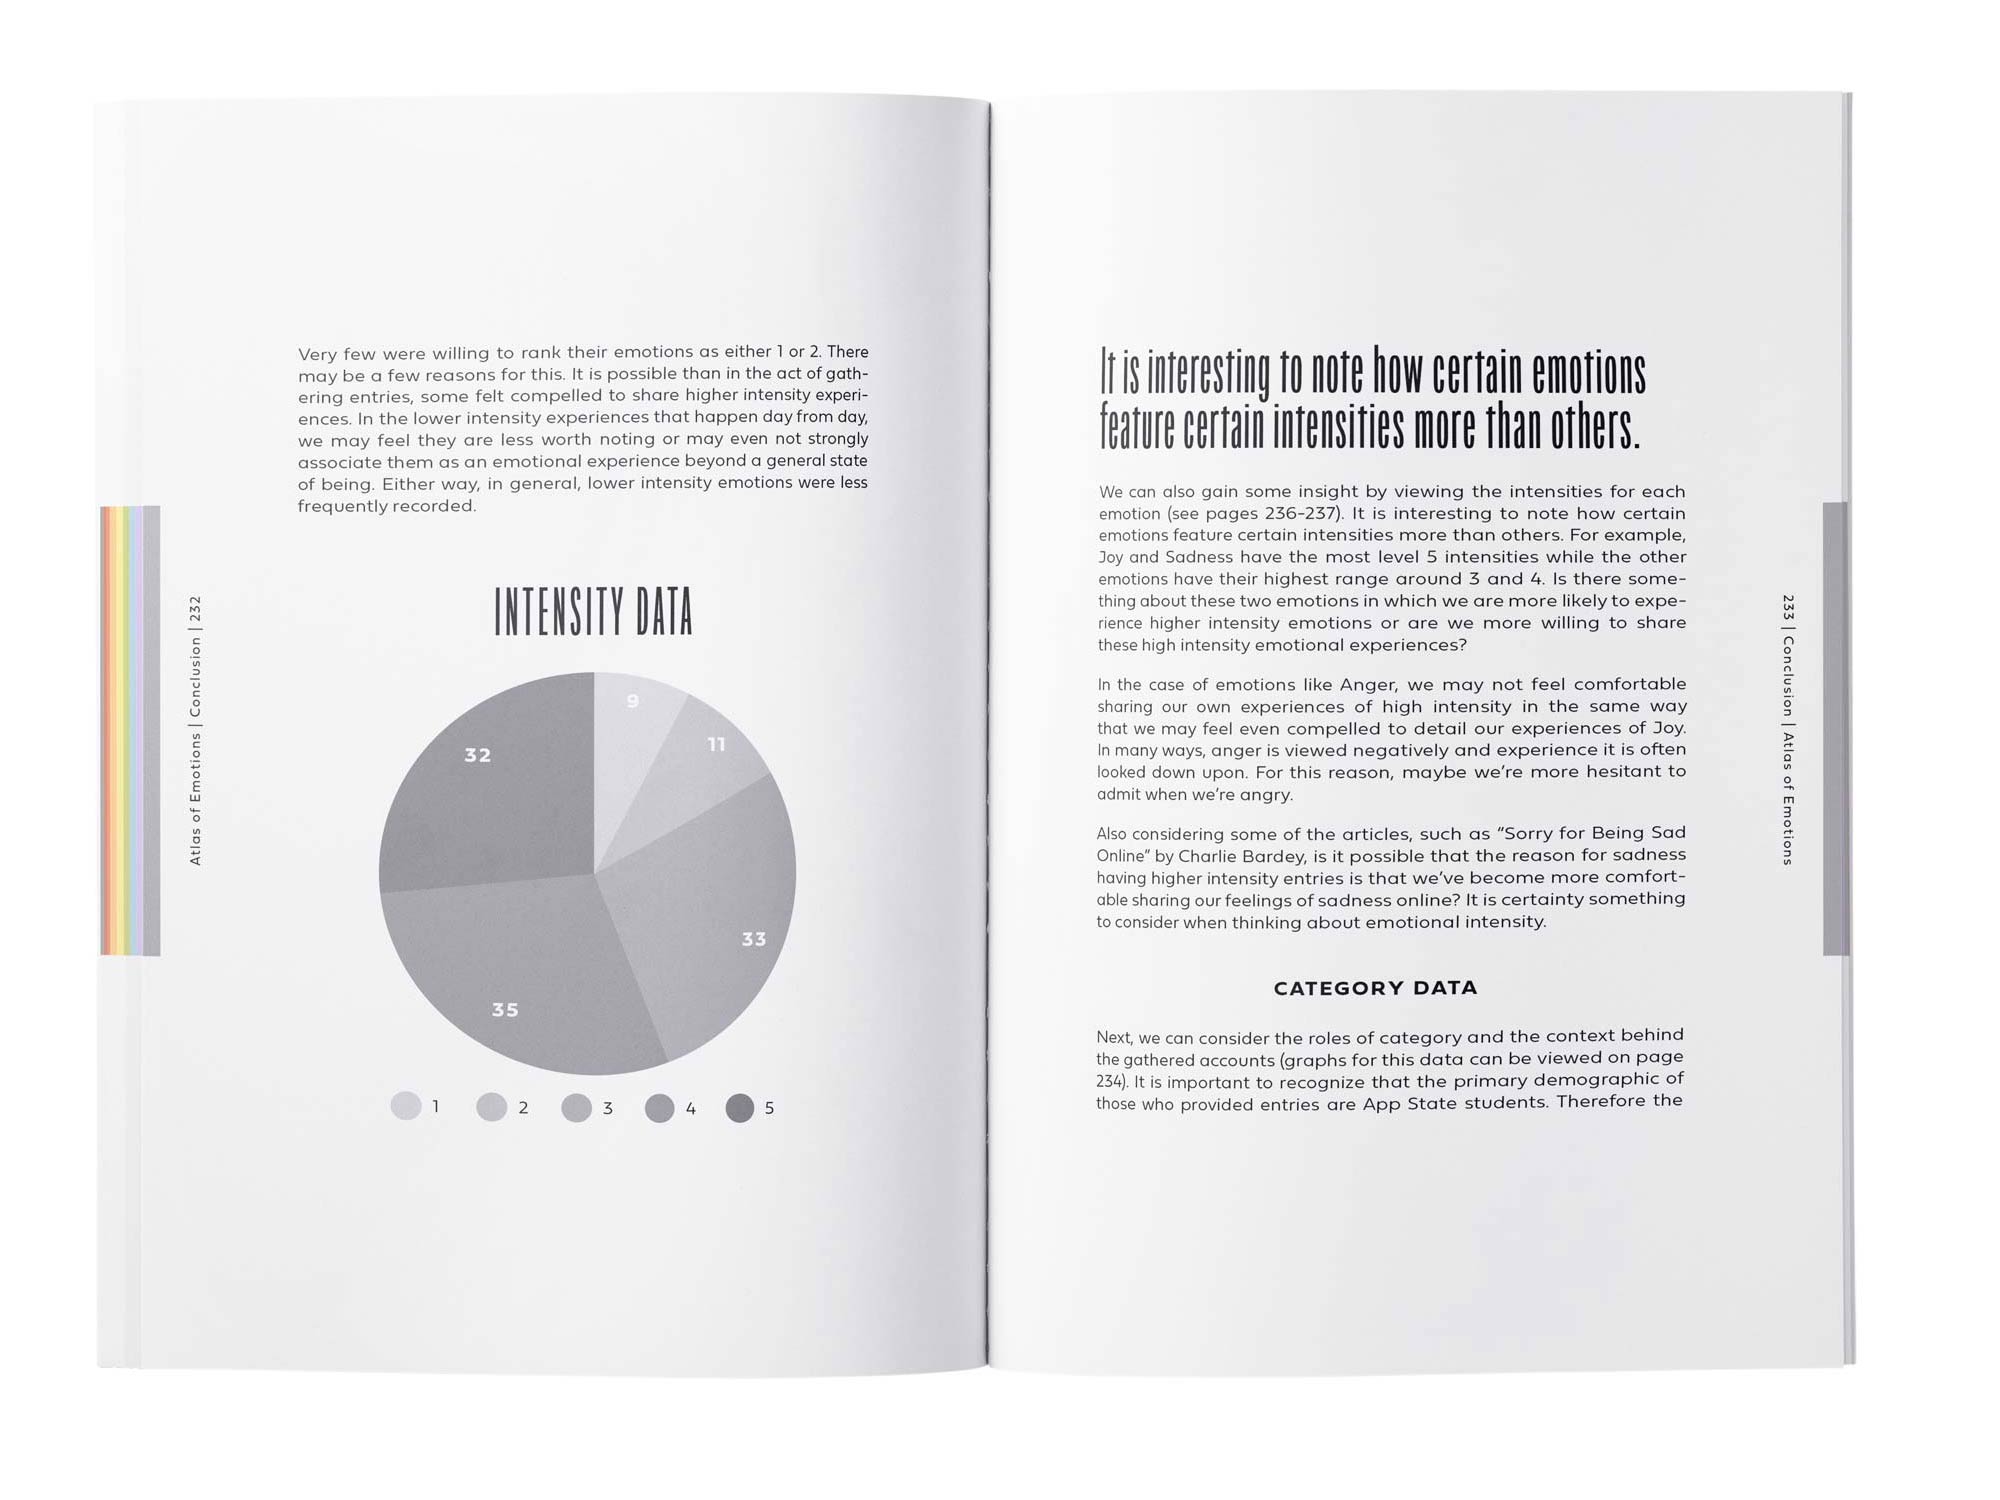 Very few were willing to rank their emotions as either 1 or 2. There
may be a few reasons for this. It is possible than in the act of gath-
ering entries, some felt compelled to share higher intensity experi-
ences. In the lower intensity experiences that happen day from day,
we may feel they are less worth noting or may even not strongly
associate them as an emotional experience beyond a general state
of being. Either way, in general, lower intensity emotions were less
frequently recorded.
Atlas of Emotions | Conclusion | 232
INTENSITY DATA
9
11
32
33
35
1 2 3 4 5
It is interesting to note how certain emotions
feature certain intensities more than others.
We can also gain some insight by viewing the intensities for each
emotion (see pages 236-237). It is interesting to note how certain
emotions feature certain intensities more than others. For example,
Joy and Sadness have the most level 5 intensities while the other
emotions have their highest range around 3 and 4. Is there some-
thing about these two emotions in which we are more likely to expe-
rience higher intensity emotions or are we more willing to share
these high intensity emotional experiences?
In the case of emotions like Anger, we may not feel comfortable
sharing our own experiences of high intensity in the same way
that we may feel even compelled to detail our experiences of Joy.
In many ways, anger is viewed negatively and experience it is often
looked down upon. For this reason, maybe we’re more hesitant to
admit when we’re angry.
Also considering some of the articles, such as “Sorry for Being Sad
Online” by Charlie Bardey, is it possible that the reason for sadness
having higher intensity entries is that we’ve become more comfort-
able sharing our feelings of sadness online? It is certainty something
to consider when thinking about emotional intensity.
CATEGORY DATA
Next, we can consider the roles of category and the context behind
the gathered accounts (graphs for this data can be viewed on page
234). It is important to recognize that the primary demographic of
those who provided entries are App State students. Therefore the
233 | Conclusion | Atlas of Emotions